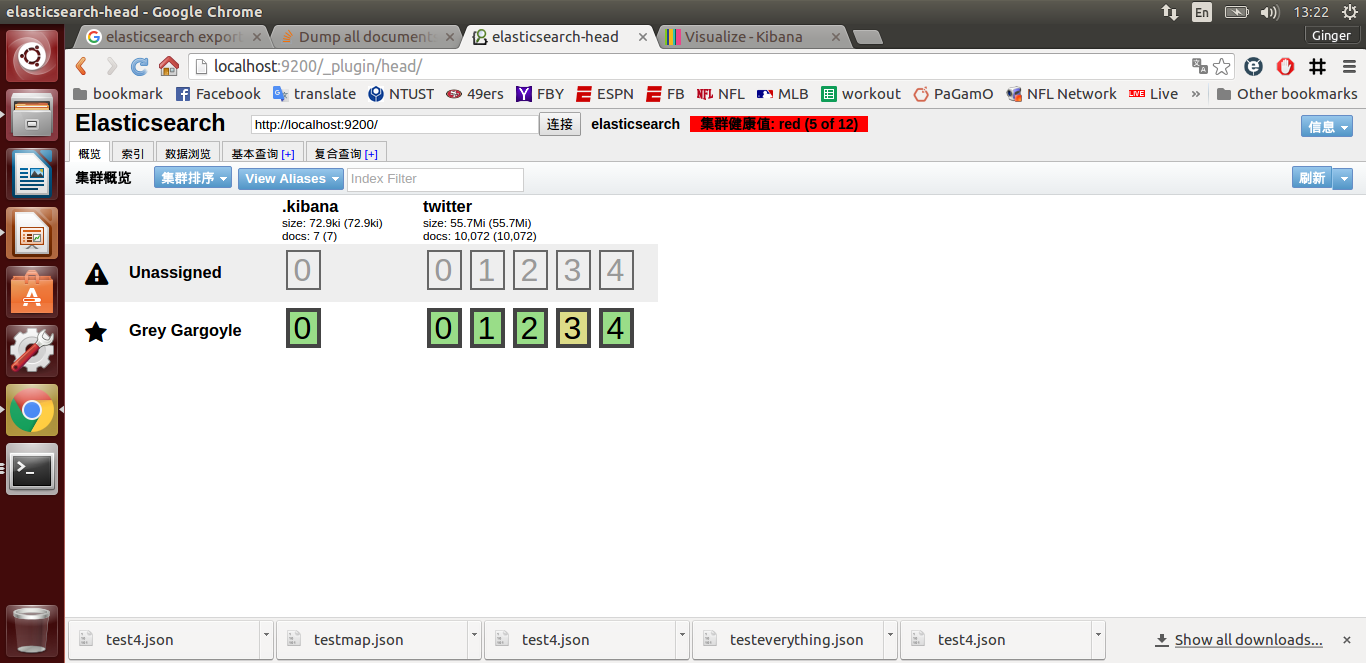 elasticsearch-head - Google Chrome
En
13:22
elasticsearch expor
Dump all document
elasticsearch-head
Visualize - Kibana
Ginger
localhost:9200/_plugin/head/
bookmark Facebook translate NTUST 49ers FBY ESPN FB NFL MLB workout PaGamO NFL Network LIVE Live » Other bookmarks
Elasticsearch http://localhost:9200/ 连接 elasticsearch 集群健康值: red (5 of 12) 信息
概览 索引 数据浏览 基本查询 [+] 复合查询 [+]
集群概览 集群排序 View Aliases Index Filter 刷新
.kibana
size: 72.9ki (72.9ki)
docs: 7 (7)
twitter
size: 55.7Mi (55.7Mi)
docs: 10,072 (10,072)
Unassigned 0 0 1 2 3 4
Grey Gargoyle 0 0 1 2 3 4
test4.json testmap.json test4.json testeverything.json test4.json Show all downloads...